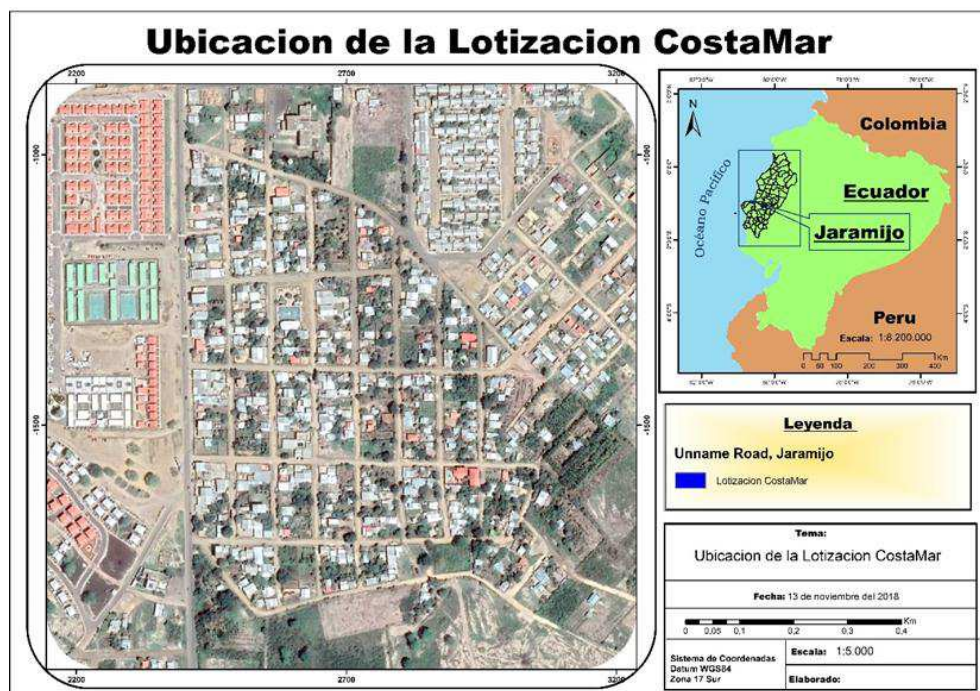 Ubicacion de la Lotizacion CostaMar
2200
2700
3200
-1000
-1000
-1500
-1500
2200
2700
3200
N
Colombia
Océano Pacífico
Ecuador
Jaramijo
Peru
Escala: 1:6.200.000
0 50 100 200 300 400
Km
Leyenda
Unname Road, Jaramijo
Lotizacion CostaMar
Tema:
Ubicacion de la Lotizacion CostaMar
Fecha: 13 de noviembre del 2018
Km
0 0,05 0,1 0,2 0,3 0,4
Sistema de Coordenadas
Datum WGS84
Zona 17 Sur
Escala: 1:5.000
Elaborado: